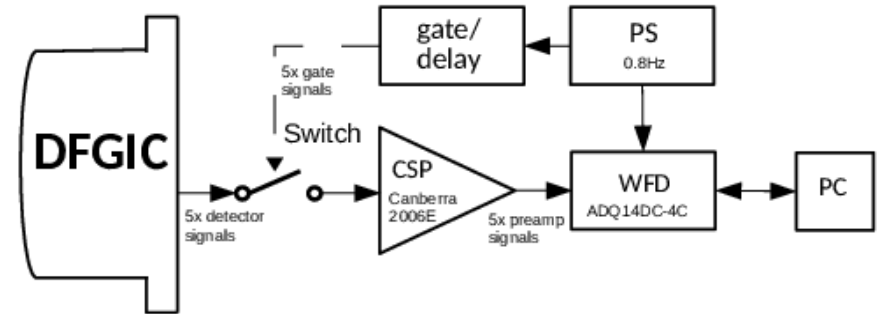 gate/
delay
PS
0.8Hz
5x gate
signals
DFGIC
Switch
CSP
Canberra
2006E
WFD
ADQ14DC-4C
PC
5x detector
signals
5x preamp
signals